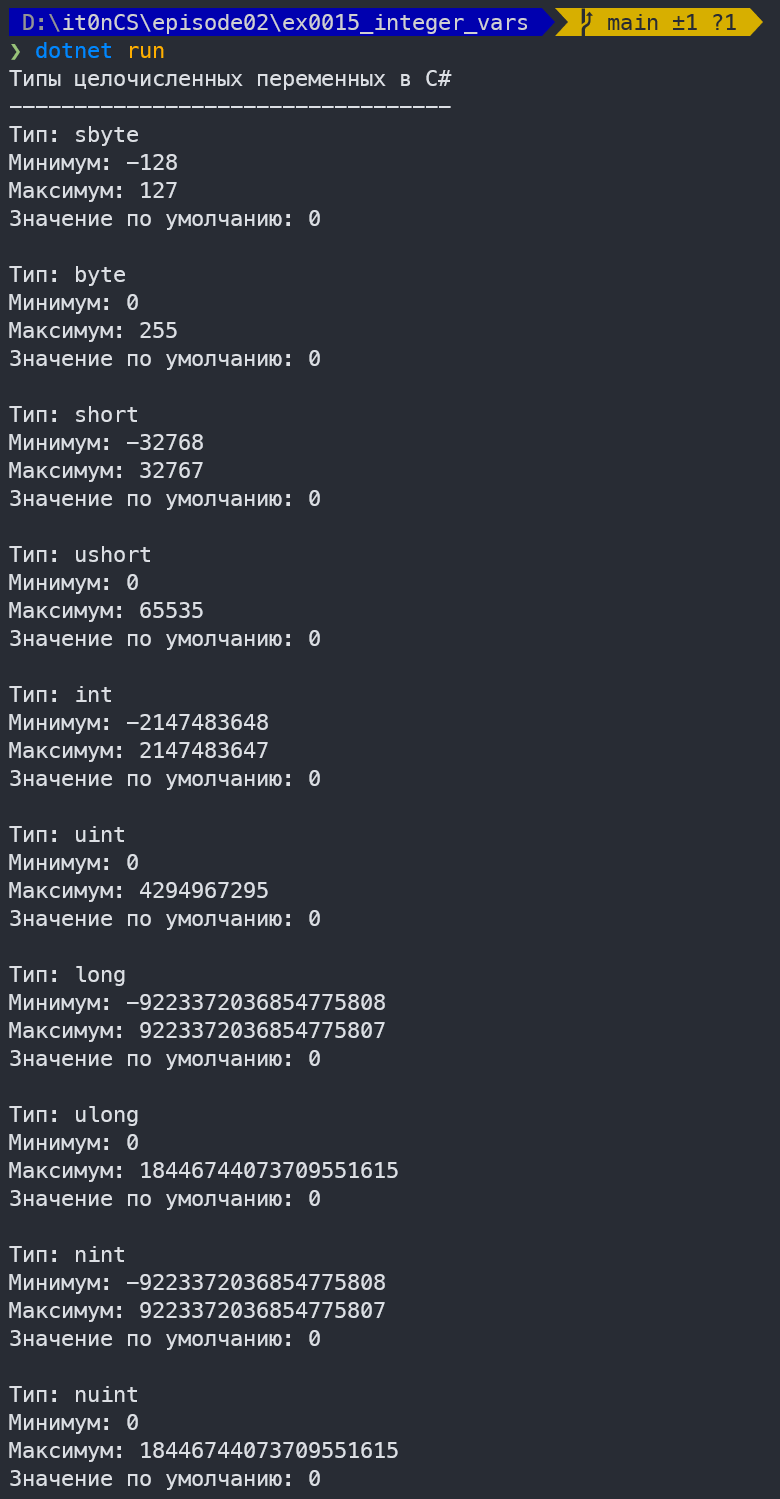 D:\it0nCS\episode02\ex0015_integer_vars main ±1 ?1
❯ dotnet run
Типы целочисленных переменных в C#
----------------------------------
Тип: sbyte
Минимум: -128
Максимум: 127
Значение по умолчанию: 0

Тип: byte
Минимум: 0
Максимум: 255
Значение по умолчанию: 0

Тип: short
Минимум: -32768
Максимум: 32767
Значение по умолчанию: 0

Тип: ushort
Минимум: 0
Максимум: 65535
Значение по умолчанию: 0

Тип: int
Минимум: -2147483648
Максимум: 2147483647
Значение по умолчанию: 0

Тип: uint
Минимум: 0
Максимум: 4294967295
Значение по умолчанию: 0

Тип: long
Минимум: -9223372036854775808
Максимум: 9223372036854775807
Значение по умолчанию: 0

Тип: ulong
Минимум: 0
Максимум: 18446744073709551615
Значение по умолчанию: 0

Тип: nint
Минимум: -9223372036854775808
Максимум: 9223372036854775807
Значение по умолчанию: 0

Тип: nuint
Минимум: 0
Максимум: 18446744073709551615
Значение по умолчанию: 0